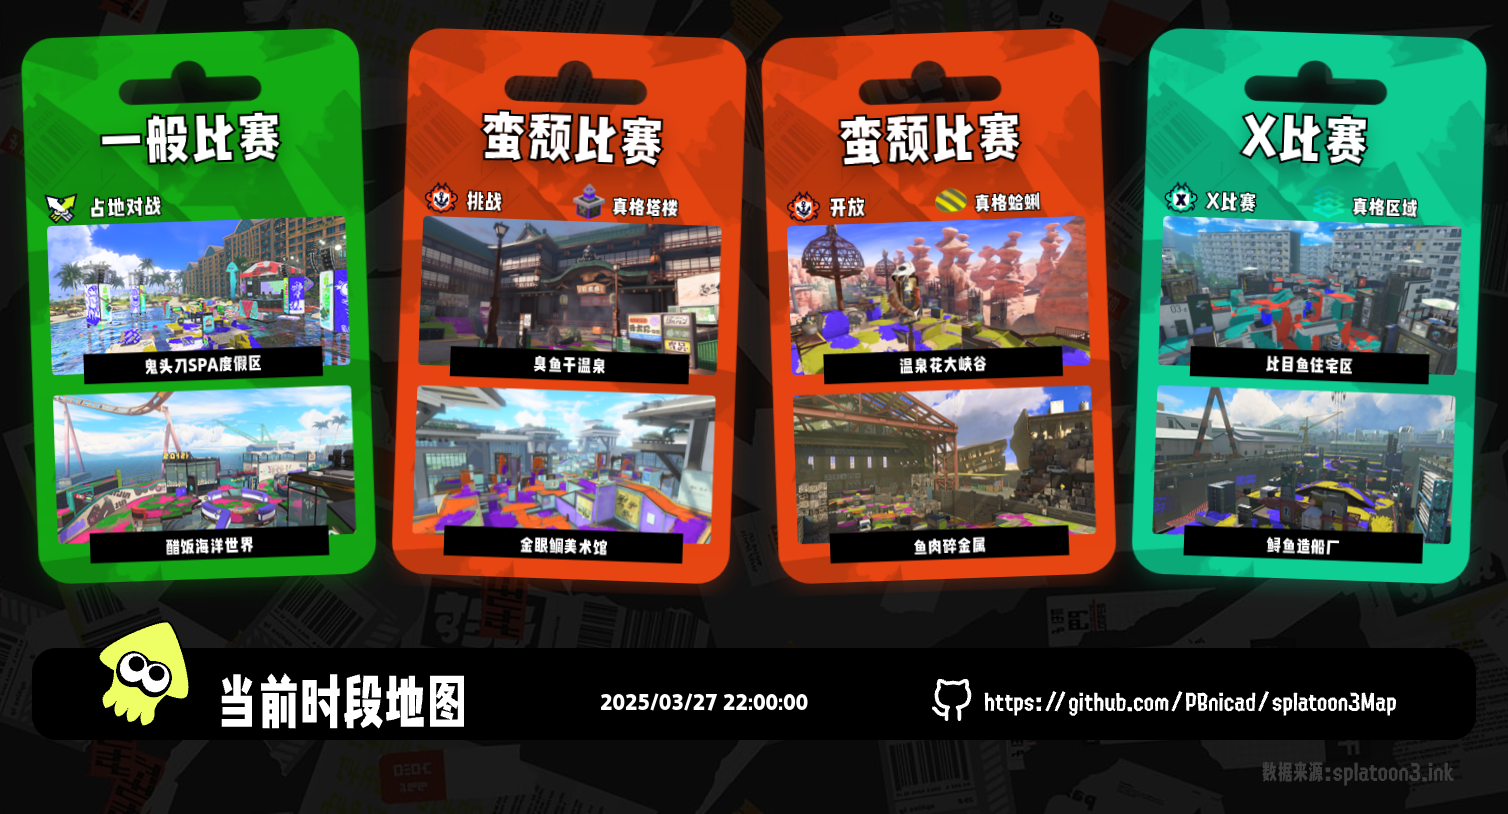 一般比赛
占地对战
鬼头刀SPA度假区
醋饭海洋世界
蛮颓比赛
挑战
真格塔楼
臭鱼干温泉
金眼鲷美术馆
蛮颓比赛
开放
真格蛤蜊
温泉花大峡谷
鱼肉碎金属
X比赛
X比赛
真格区域
比目鱼住宅区
鲟鱼造船厂
当前时段地图
2025/03/27 22:00:00
https://github.com/PBnicad/splatoon3Map
数据来源:splatoon3.ink